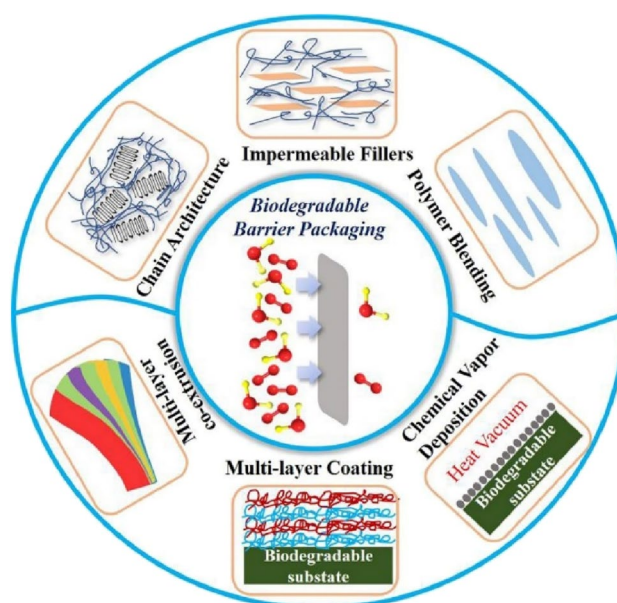 Impermeable Fillers
Chain Architecture
Polymer Blending
Biodegradable
Barrier Packaging
Multi-layer
co-extrusion
Chemical Vapor
Deposition
Heat Vacuum
Biodegradable
substate
Multi-layer Coating
Biodegradable
substate